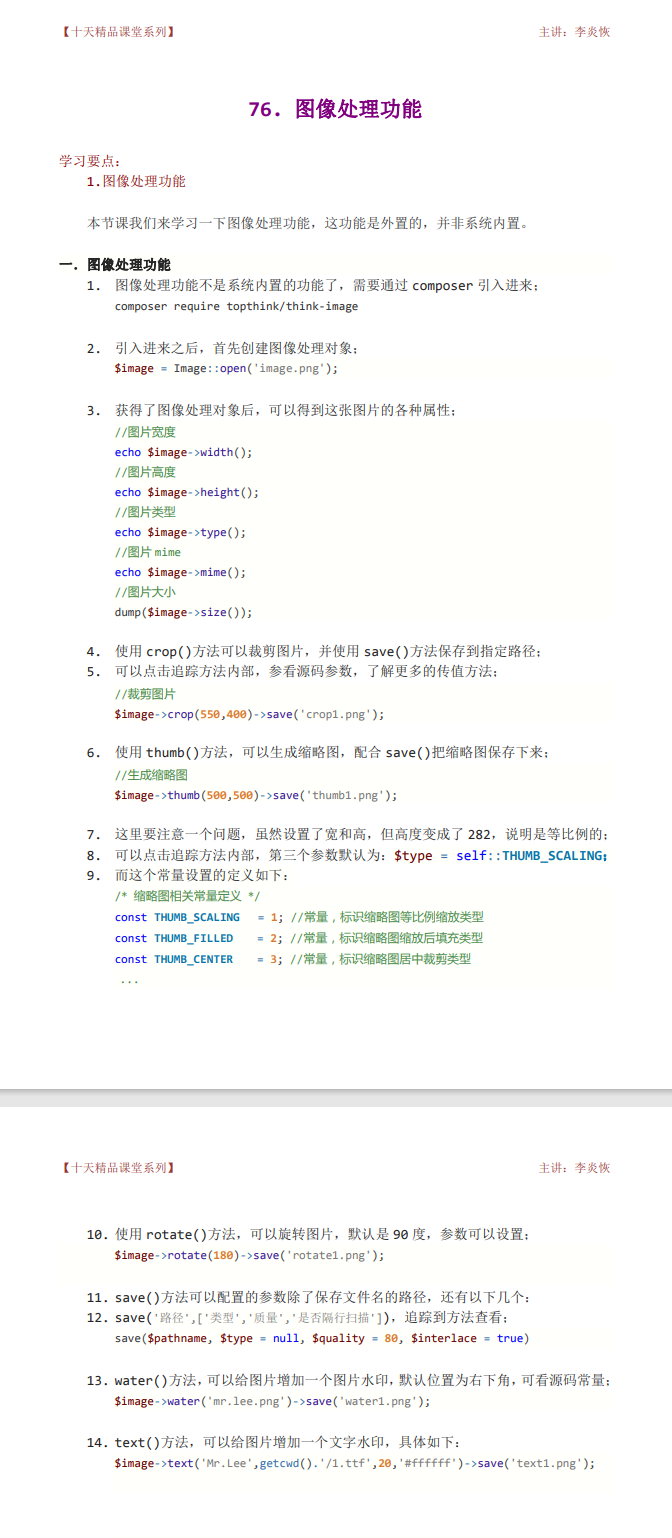 【十天精品课堂系列】 主讲：李炎恢
76．图像处理功能
学习要点：
1.图像处理功能
本节课我们来学习一下图像处理功能，这功能是外置的，并非系统内置。
一．图像处理功能
1. 图像处理功能不是系统内置的功能了，需要通过 composer 引入进来；
composer require topthink/think-image
2. 引入进来之后，首先创建图像处理对象；
$image = Image::open('image.png');
3. 获得了图像处理对象后，可以得到这张图片的各种属性；
//图片宽度
echo $image->width();
//图片高度
echo $image->height();
//图片类型
echo $image->type();
//图片 mime
echo $image->mime();
//图片大小
dump($image->size());
4. 使用 crop()方法可以裁剪图片，并使用 save()方法保存到指定路径；
5. 可以点击追踪方法内部，参看源码参数，了解更多的传值方法；
//裁剪图片
$image->crop(550,400)->save('crop1.png');
6. 使用 thumb()方法，可以生成缩略图，配合 save()把缩略图保存下来；
//生成缩略图
$image->thumb(500,500)->save('thumb1.png');
7. 这里要注意一个问题，虽然设置了宽和高，但高度变成了 282，说明是等比例的；
8. 可以点击追踪方法内部，第三个参数默认为：$type = self::THUMB_SCALING;
9. 而这个常量设置的定义如下：
/* 缩略图相关常量定义 */
const THUMB_SCALING = 1; //常量，标识缩略图等比例缩放类型
const THUMB_FILLED = 2; //常量，标识缩略图缩放后填充类型
const THUMB_CENTER = 3; //常量，标识缩略图居中裁剪类型
...
【十天精品课堂系列】 主讲：李炎恢
10. 使用 rotate()方法，可以旋转图片，默认是 90 度，参数可以设置；
$image->rotate(180)->save('rotate1.png');
11. save()方法可以配置的参数除了保存文件名的路径，还有以下几个：
12. save('路径',['类型','质量','是否隔行扫描'])，追踪到方法查看；
save($pathname, $type = null, $quality = 80, $interlace = true)
13. water()方法，可以给图片增加一个图片水印，默认位置为右下角，可看源码常量；
$image->water('mr.lee.png')->save('water1.png');
14. text()方法，可以给图片增加一个文字水印，具体如下：
$image->text('Mr.Lee',getcwd().'/1.ttf',20,'#ffffff')->save('text1.png');